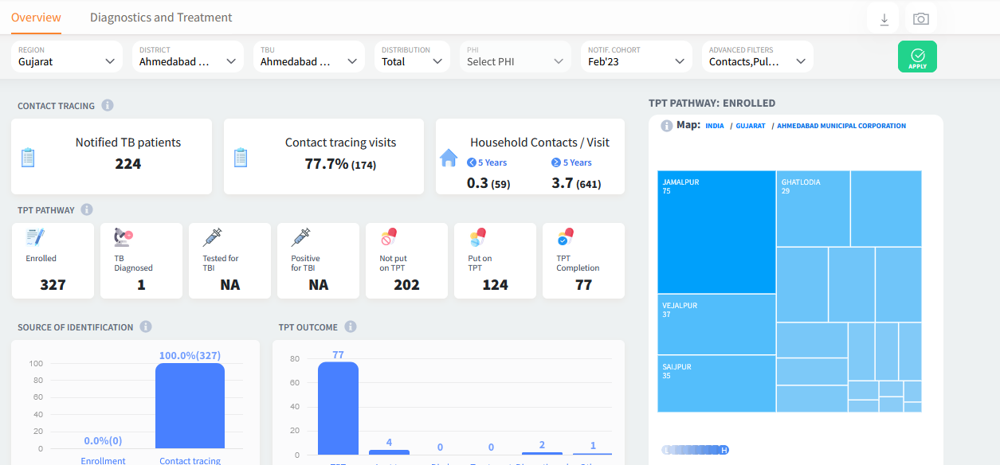 Overview
Diagnostics and Treatment
REGION
Gujarat
DISTRICT
Ahmedabad ...
TBU
Ahmedabad ...
DISTRIBUTION
Total
PHI
Select PHI
NOTIF. COHORT
Feb'23
ADVANCED FILTERS
Contacts,Pul...
APPLY
CONTACT TRACING
Notified TB patients
224
Contact tracing visits
77.7% (174)
Household Contacts / Visit
< 5 Years
≥ 5 Years
0.3 (59)
3.7 (641)
TPT PATHWAY
Enrolled
327
TB
Diagnosed
1
Tested for
TBI
NA
Positive
for TBI
NA
Not put
on TPT
202
Put on
TPT
124
TPT
Completion
77
SOURCE OF IDENTIFICATION
100
80
60
40
20
0
0.0%(0)
100.0%(327)
Enrollment
Contact tracing
TPT OUTCOME
80
60
40
20
0
77
4
0
0
2
1
TPT PATHWAY: ENROLLED
Map: INDIA / GUJARAT / AHMEDABAD MUNICIPAL CORPORATION
JAMALPUR
75
GHATLODIA
29
VEJALPUR
37
SAIJPUR
35
L
H